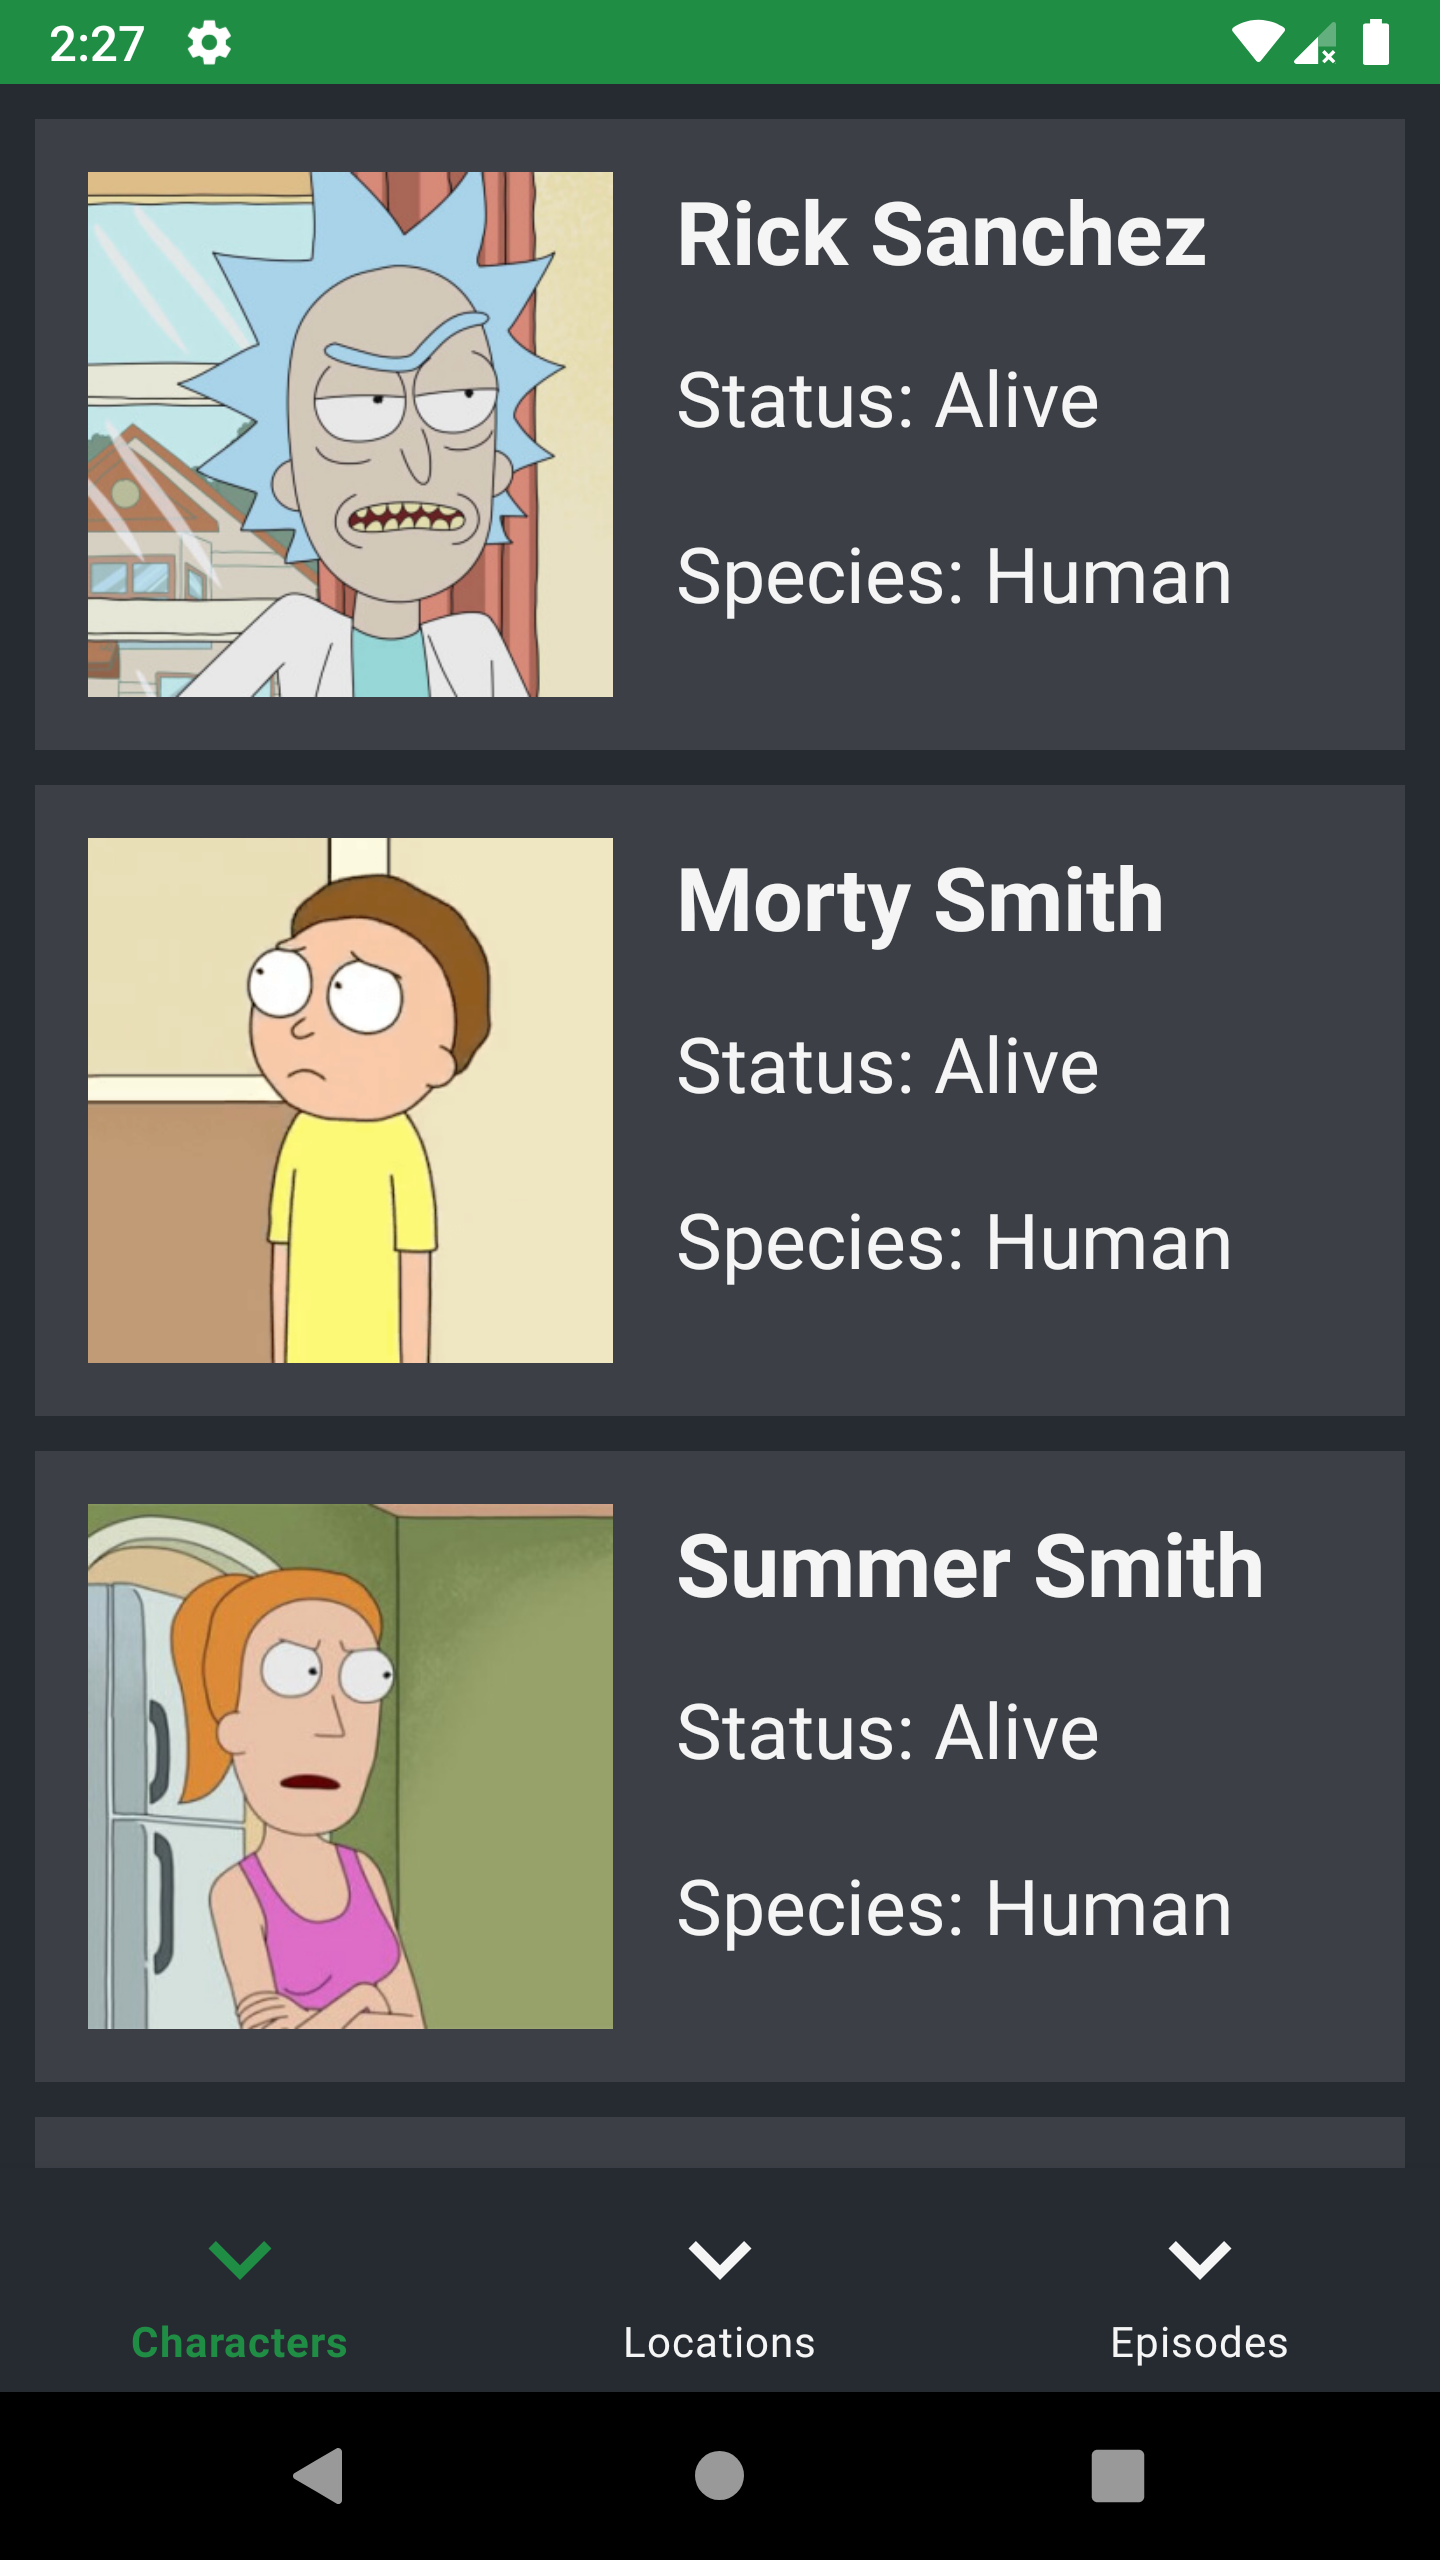 2:27
Rick Sanchez
Status: Alive
Species: Human
Morty Smith
Status: Alive
Species: Human
Summer Smith
Status: Alive
Species: Human
Characters
Locations
Episodes